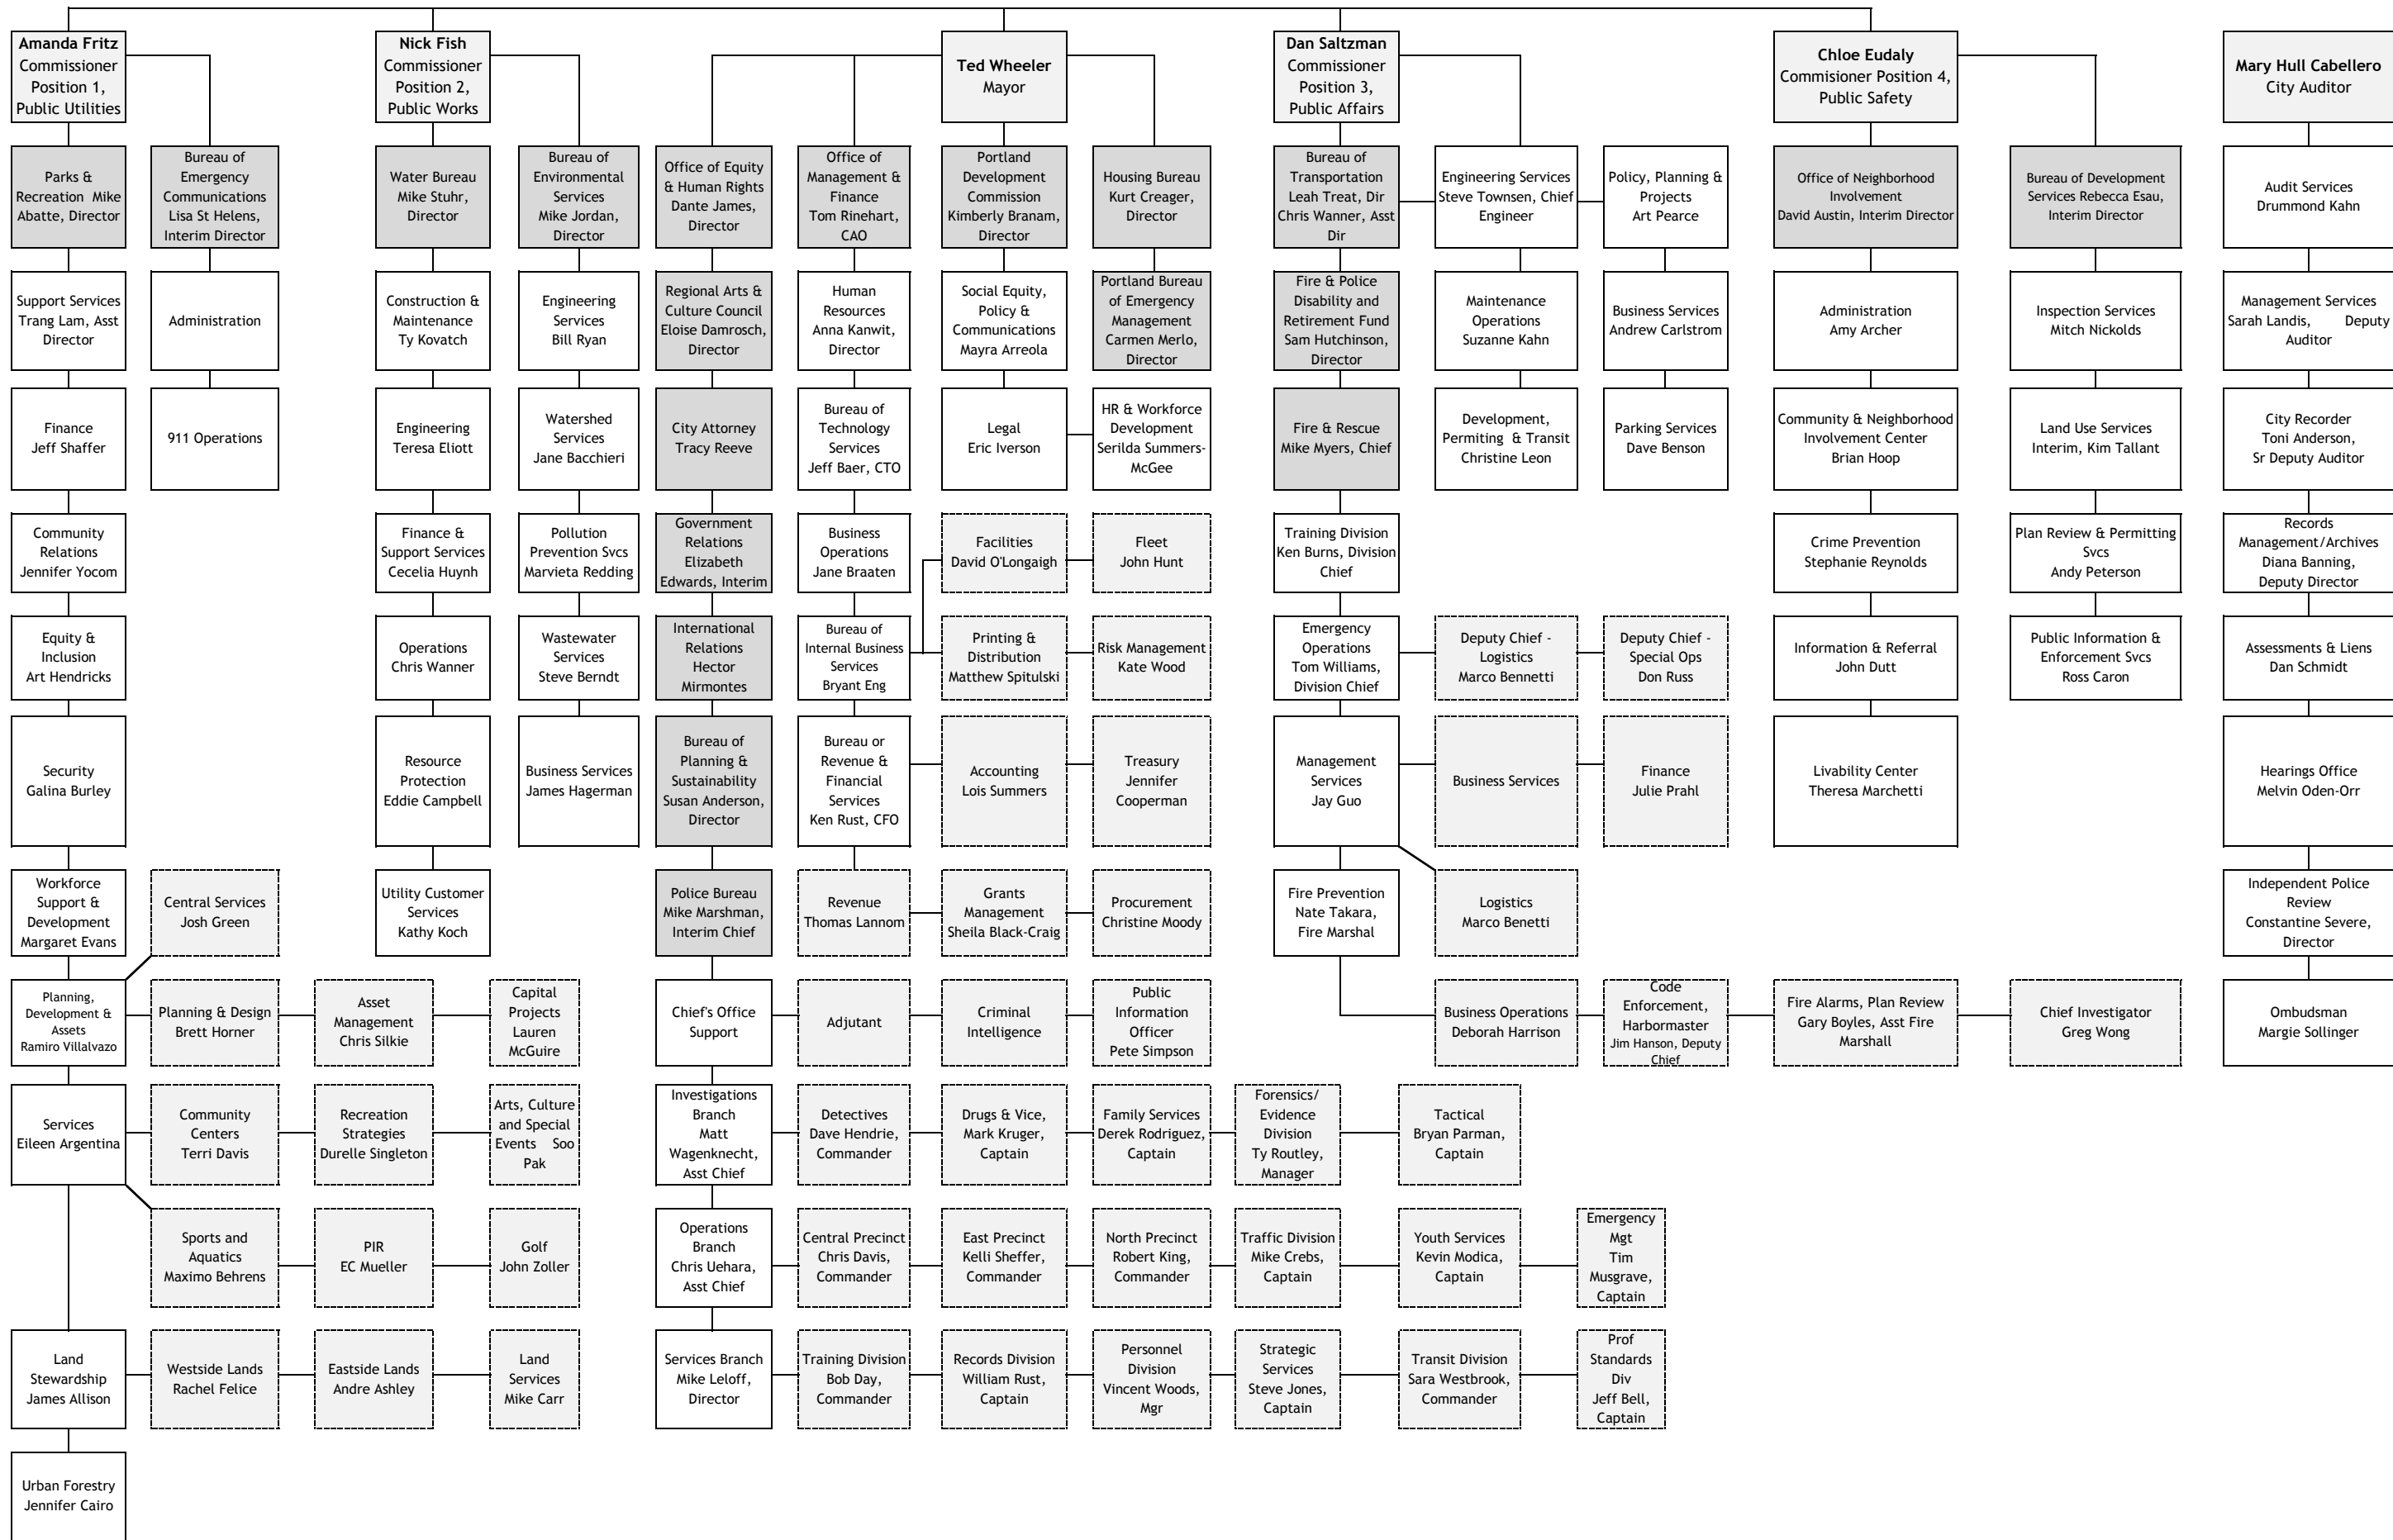 Amanda Fritz
Commissioner
Position 1,
Public Utilities
Nick Fish
Commissioner
Position 2,
Public Works
Ted Wheeler
Mayor
Dan Saltzman
Commissioner
Position 3,
Public Affairs
Chloe Eudaly
Commisioner Position 4,
Public Safety
Mary Hull Cabellero
City Auditor
Parks &
Recreation Mike
Abatte, Director
Bureau of
Emergency
Communications
Lisa St Helens,
Interim Director
Water Bureau
Mike Stuhr,
Director
Bureau of
Environmental
Services
Mike Jordan,
Director
Office of Equity
& Human Rights
Dante James,
Director
Office of
Management &
Finance
Tom Rinehart,
CAO
Portland
Development
Commission
Kimberly Branam,
Director
Housing Bureau
Kurt Creager,
Director
Bureau of
Transportation
Leah Treat, Dir
Chris Wanner, Asst
Dir
Engineering Services
Steve Townsen, Chief
Engineer
Policy, Planning &
Projects
Art Pearce
Office of Neighborhood
Involvement
David Austin, Interim Director
Bureau of Development
Services Rebecca Esau,
Interim Director
Audit Services
Drummond Kahn
Support Services
Trang Lam, Asst
Director
Administration
Construction &
Maintenance
Ty Kovatch
Engineering
Services
Bill Ryan
Regional Arts &
Culture Council
Eloise Damrosch,
Director
Human
Resources
Anna Kanwit,
Director
Social Equity,
Policy &
Communications
Mayra Arreola
Portland Bureau
of Emergency
Management
Carmen Merlo,
Director
Fire & Police
Disability and
Retirement Fund
Sam Hutchinson,
Director
Maintenance
Operations
Suzanne Kahn
Business Services
Andrew Carlstrom
Administration
Amy Archer
Inspection Services
Mitch Nickolds
Management Services
Sarah Landis, Deputy
Auditor
Finance
Jeff Shaffer
911 Operations
Engineering
Teresa Eliott
Watershed
Services
Jane Bacchieri
City Attorney
Tracy Reeve
Bureau of
Technology
Services
Jeff Baer, CTO
Legal
Eric Iverson
HR & Workforce
Development
Serilda Summers-
McGee
Fire & Rescue
Mike Myers, Chief
Development,
Permiting & Transit
Christine Leon
Parking Services
Dave Benson
Community & Neighborhood
Involvement Center
Brian Hoop
Land Use Services
Interim, Kim Tallant
City Recorder
Toni Anderson,
Sr Deputy Auditor
Community
Relations
Jennifer Yocom
Finance &
Support Services
Cecelia Huynh
Pollution
Prevention Svcs
Marvieta Redding
Government
Relations
Elizabeth
Edwards, Interim
Business
Operations
Jane Braaten
Facilities
David O'Longaigh
Fleet
John Hunt
Training Division
Ken Burns, Division
Chief
Crime Prevention
Stephanie Reynolds
Plan Review & Permitting
Svcs
Andy Peterson
Records
Management/Archives
Diana Banning,
Deputy Director
Equity &
Inclusion
Art Hendricks
Operations
Chris Wanner
Wastewater
Services
Steve Berndt
International
Relations
Hector
Mirmontes
Bureau of
Internal Business
Services
Bryant Eng
Printing &
Distribution
Matthew Spitulski
Risk Management
Kate Wood
Emergency
Operations
Tom Williams,
Division Chief
Deputy Chief -
Logistics
Marco Bennetti
Deputy Chief -
Special Ops
Don Russ
Information & Referral
John Dutt
Public Information &
Enforcement Svcs
Ross Caron
Assessments & Liens
Dan Schmidt
Security
Galina Burley
Resource
Protection
Eddie Campbell
Business Services
James Hagerman
Bureau of
Planning &
Sustainability
Susan Anderson,
Director
Bureau or
Revenue &
Financial
Services
Ken Rust, CFO
Accounting
Lois Summers
Treasury
Jennifer
Cooperman
Management
Services
Jay Guo
Business Services
Finance
Julie Prahl
Livability Center
Theresa Marchetti
Hearings Office
Melvin Oden-Orr
Workforce
Support &
Development
Margaret Evans
Central Services
Josh Green
Utility Customer
Services
Kathy Koch
Police Bureau
Mike Marshman,
Interim Chief
Revenue
Thomas Lannom
Grants
Management
Sheila Black-Craig
Procurement
Christine Moody
Fire Prevention
Nate Takara,
Fire Marshal
Logistics
Marco Benetti
Independent Police
Review
Constantine Severe,
Director
Planning,
Development &
Assets
Ramiro Villalvazo
Planning & Design
Brett Horner
Asset
Management
Chris Silkie
Capital
Projects
Lauren
McGuire
Chief's Office
Support
Adjutant
Criminal
Intelligence
Public
Information
Officer
Pete Simpson
Business Operations
Deborah Harrison
Code
Enforcement,
Harbormaster
Jim Hanson, Deputy
Chief
Fire Alarms, Plan Review
Gary Boyles, Asst Fire
Marshall
Chief Investigator
Greg Wong
Ombudsman
Margie Sollinger
Services
Eileen Argentina
Community
Centers
Terri Davis
Recreation
Strategies
Durelle Singleton
Arts, Culture
and Special
Events Soo
Pak
Investigations
Branch
Matt
Wagenknecht,
Asst Chief
Detectives
Dave Hendrie,
Commander
Drugs & Vice,
Mark Kruger,
Captain
Family Services
Derek Rodriguez,
Captain
Forensics/
Evidence
Division
Ty Routley,
Manager
Tactical
Bryan Parman,
Captain
Sports and
Aquatics
Maximo Behrens
PIR
EC Mueller
Golf
John Zoller
Operations
Branch
Chris Uehara,
Asst Chief
Central Precinct
Chris Davis,
Commander
East Precinct
Kelli Sheffer,
Commander
North Precinct
Robert King,
Commander
Traffic Division
Mike Crebs,
Captain
Youth Services
Kevin Modica,
Captain
Emergency
Mgt
Tim
Musgrave,
Captain
Land
Stewardship
James Allison
Westside Lands
Rachel Felice
Eastside Lands
Andre Ashley
Land
Services
Mike Carr
Services Branch
Mike Leloff,
Director
Training Division
Bob Day,
Commander
Records Division
William Rust,
Captain
Personnel
Division
Vincent Woods,
Mgr
Strategic
Services
Steve Jones,
Captain
Transit Division
Sara Westbrook,
Commander
Prof
Standards
Div
Jeff Bell,
Captain
Urban Forestry
Jennifer Cairo